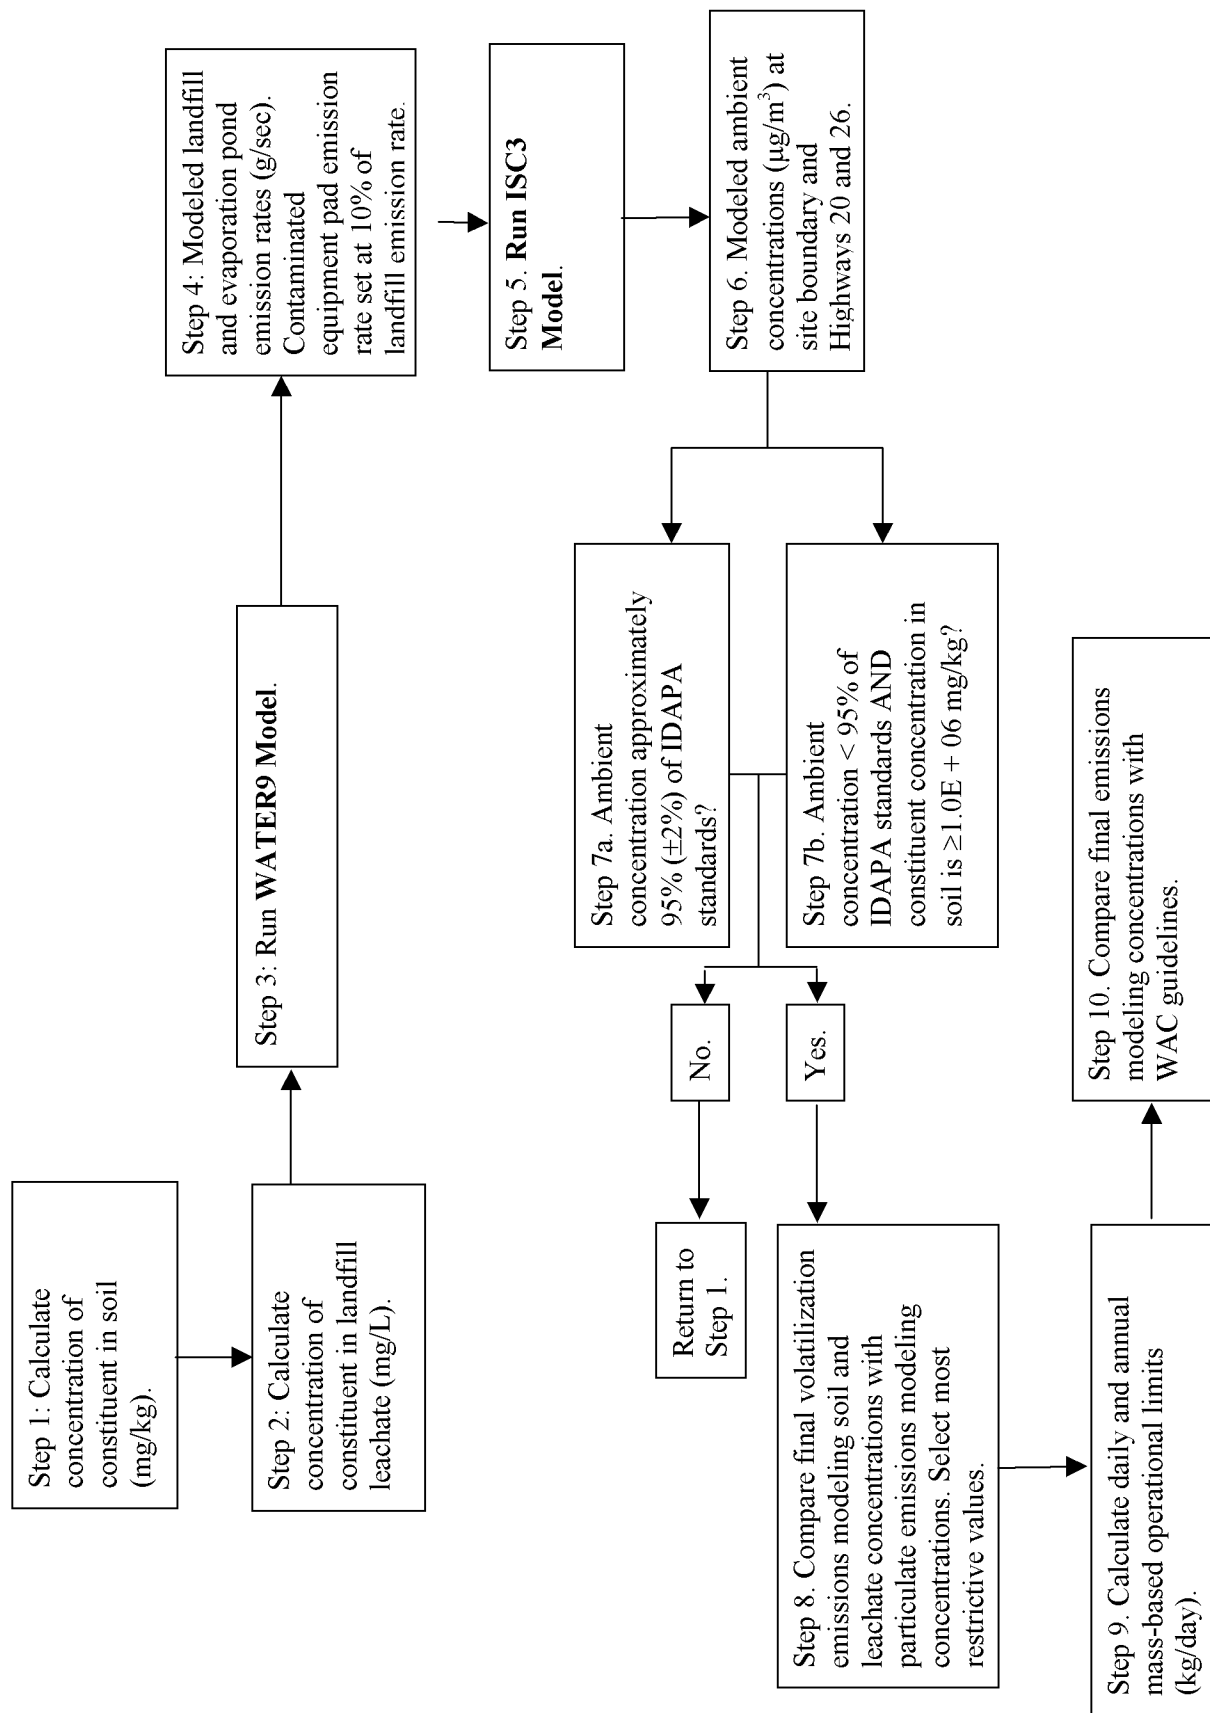 Step 1: Calculate
concentration of
constituent in soil
(mg/kg).
Step 2: Calculate
concentration of
constituent in landfill
leachate (mg/L).
Step 3: Run WATER9 Model.
Step 4: Modeled landfill
and evaporation pond
emission rates (g/sec).
Contaminated
equipment pad emission
rate set at 10% of
landfill emission rate.
Step 5. Run ISC3
Model.
Step 6. Modeled ambient
concentrations (μg/m³) at
site boundary and
Highways 20 and 26.
Step 7a. Ambient
concentration approximately
95% (±2%) of IDAPA
standards?
Step 7b. Ambient
concentration < 95% of
IDAPA standards AND
constituent concentration in
soil is ≥1.0E + 06 mg/kg?
No.
Yes.
Return to
Step 1.
Step 8. Compare final volatilization
emissions modeling soil and
leachate concentrations with
particulate emissions modeling
concentrations. Select most
restrictive values.
Step 9. Calculate daily and annual
mass-based operational limits
(kg/day).
Step 10. Compare final emissions
modeling concentrations with
WAC guidelines.